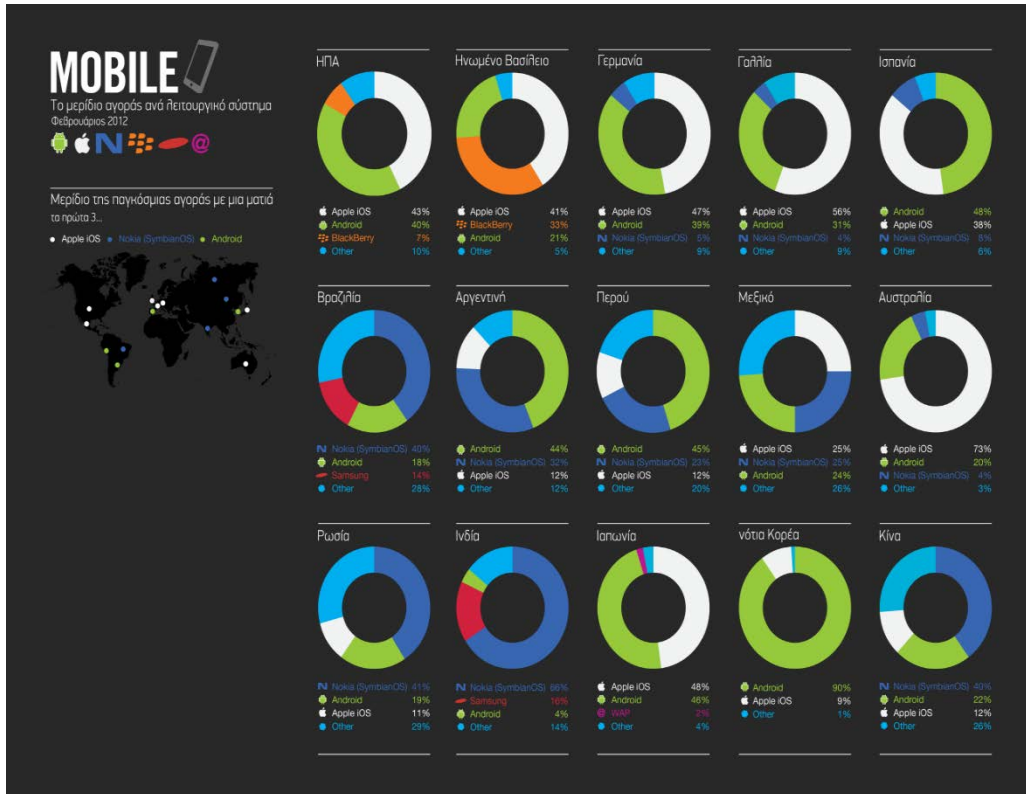 MOBILE
Το μερίδιο αγοράς ανά λειτουργικό σύστημα
Φεβρουάριος 2012
Μερίδιο της παγκόσμιας αγοράς με μια ματιά
τα πρώτα 3...
Apple iOS Nokia (SymbianOS) Android
ΗΠΑ
Apple iOS 43%
Android 40%
BlackBerry 7%
Other 10%
Ηνωμένο Βασίλειο
Apple iOS 41%
BlackBerry 33%
Android 21%
Other 5%
Γερμανία
Apple iOS 47%
Android 39%
Nokia (SymbianOS) 5%
Other 9%
Γαλλία
Apple iOS 56%
Android 31%
Nokia (SymbianOS) 4%
Other 9%
Ισπανία
Android 48%
Apple iOS 38%
Nokia (SymbianOS) 8%
Other 6%
Βραζιλία
Nokia (SymbianOS) 40%
Android 18%
Samsung 14%
Other 28%
Αργεντινή
Android 44%
Nokia (SymbianOS) 32%
Apple iOS 12%
Other 12%
Περού
Android 45%
Nokia (SymbianOS) 23%
Apple iOS 12%
Other 20%
Μεξικό
Apple iOS 25%
Nokia (SymbianOS) 25%
Android 24%
Other 26%
Αυστραλία
Apple iOS 73%
Android 20%
Nokia (SymbianOS) 4%
Other 3%
Ρωσία
Nokia (SymbianOS) 41%
Android 19%
Apple iOS 11%
Other 29%
Ινδία
Nokia (SymbianOS) 66%
Samsung 16%
Android 4%
Other 14%
Ιαπωνία
Apple iOS 48%
Android 46%
WAP 2%
Other 4%
νότια Κορέα
Android 90%
Apple iOS 9%
Other 1%
Κίνα
Nokia (SymbianOS) 40%
Android 22%
Apple iOS 12%
Other 26%